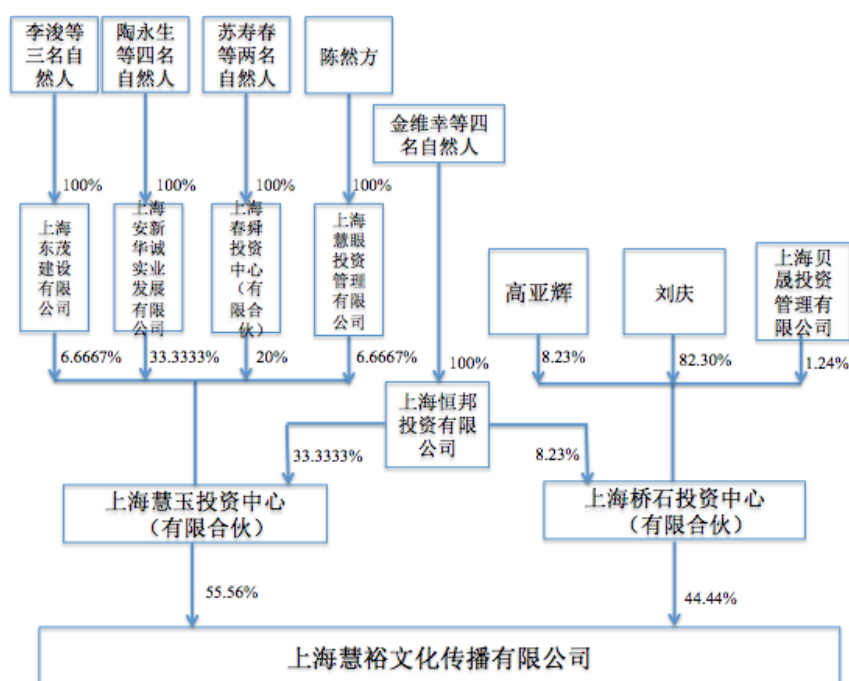 李浚等
三名自
然人
陶永生
等四名
自然人
苏寿春
等两名
自然人
陈然方
金维幸等四
名自然人
100%
100%
100%
100%
上海
东茂
建设
有限
公司
上海
安新
华诚
实业
发展
有限
公司
上海
春舜
投资
中心
（有
限合
伙）
上海
慧眼
投资
管理
有限
公司
高亚辉
刘庆
上海贝
晟投资
管理有
限公司
6.6667%
33.3333%
20%
6.6667%
100%
8.23%
82.30%
1.24%
上海恒邦
投资有限
公司
33.3333%
8.23%
上海慧玉投资中心
（有限合伙）
上海桥石投资中心
（有限合伙）
55.56%
44.44%
上海慧裕文化传播有限公司